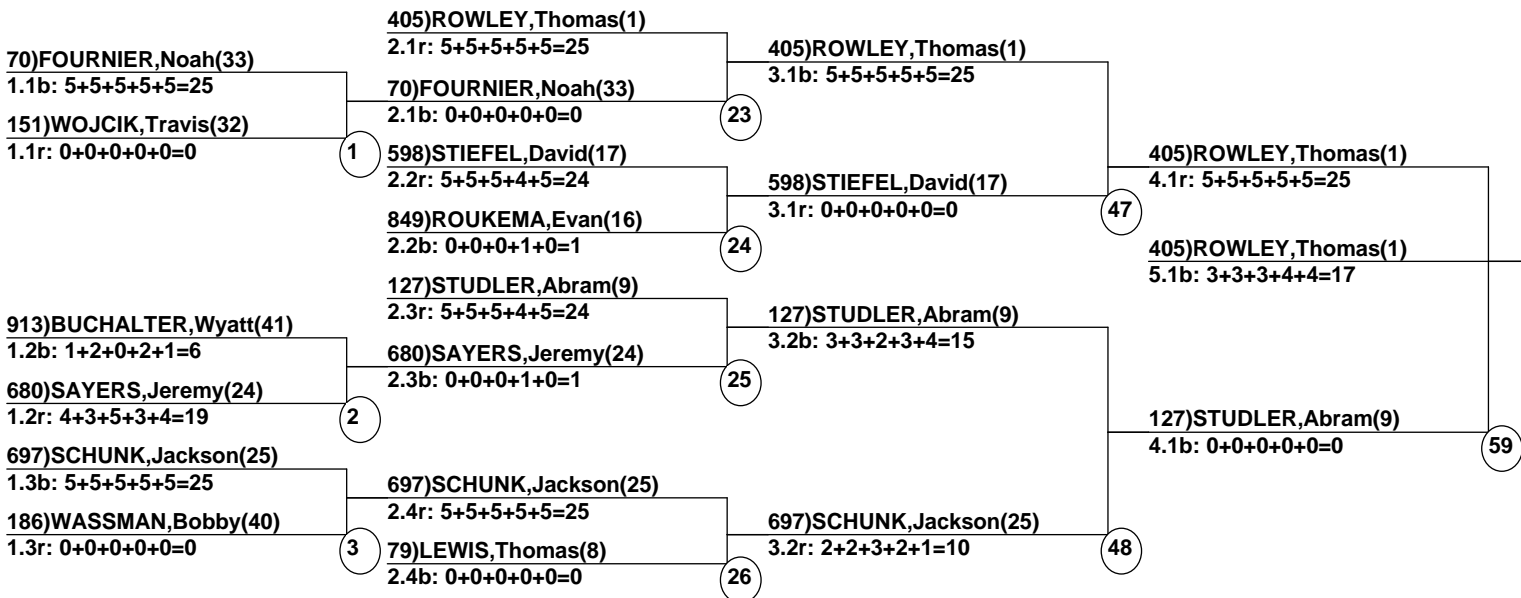 70)FOURNIER,Noah(33)
1.1b: 5+5+5+5+5=25
151)WOJCIK,Travis(32)
1.1r: 0+0+0+0+0=0
1
913)BUCHALTER,Wyatt(41)
1.2b: 1+2+0+2+1=6
680)SAYERS,Jeremy(24)
1.2r: 4+3+5+3+4=19
2
697)SCHUNK,Jackson(25)
1.3b: 5+5+5+5+5=25
186)WASSMAN,Bobby(40)
1.3r: 0+0+0+0+0=0
3
405)ROWLEY,Thomas(1)
2.1r: 5+5+5+5+5=25
70)FOURNIER,Noah(33)
2.1b: 0+0+0+0+0=0
23
598)STIEFEL,David(17)
2.2r: 5+5+5+4+5=24
849)ROUKEMA,Evan(16)
2.2b: 0+0+0+1+0=1
24
127)STUDLER,Abram(9)
2.3r: 5+5+5+4+5=24
680)SAYERS,Jeremy(24)
2.3b: 0+0+0+1+0=1
25
697)SCHUNK,Jackson(25)
2.4r: 5+5+5+5+5=25
79)LEWIS,Thomas(8)
2.4b: 0+0+0+0+0=0
26
405)ROWLEY,Thomas(1)
3.1b: 5+5+5+5+5=25
598)STIEFEL,David(17)
3.1r: 0+0+0+0+0=0
47
127)STUDLER,Abram(9)
3.2b: 3+3+2+3+4=15
697)SCHUNK,Jackson(25)
3.2r: 2+2+3+2+1=10
48
405)ROWLEY,Thomas(1)
4.1r: 5+5+5+5+5=25
405)ROWLEY,Thomas(1)
5.1b: 3+3+3+4+4=17
127)STUDLER,Abram(9)
4.1b: 0+0+0+0+0=0
59